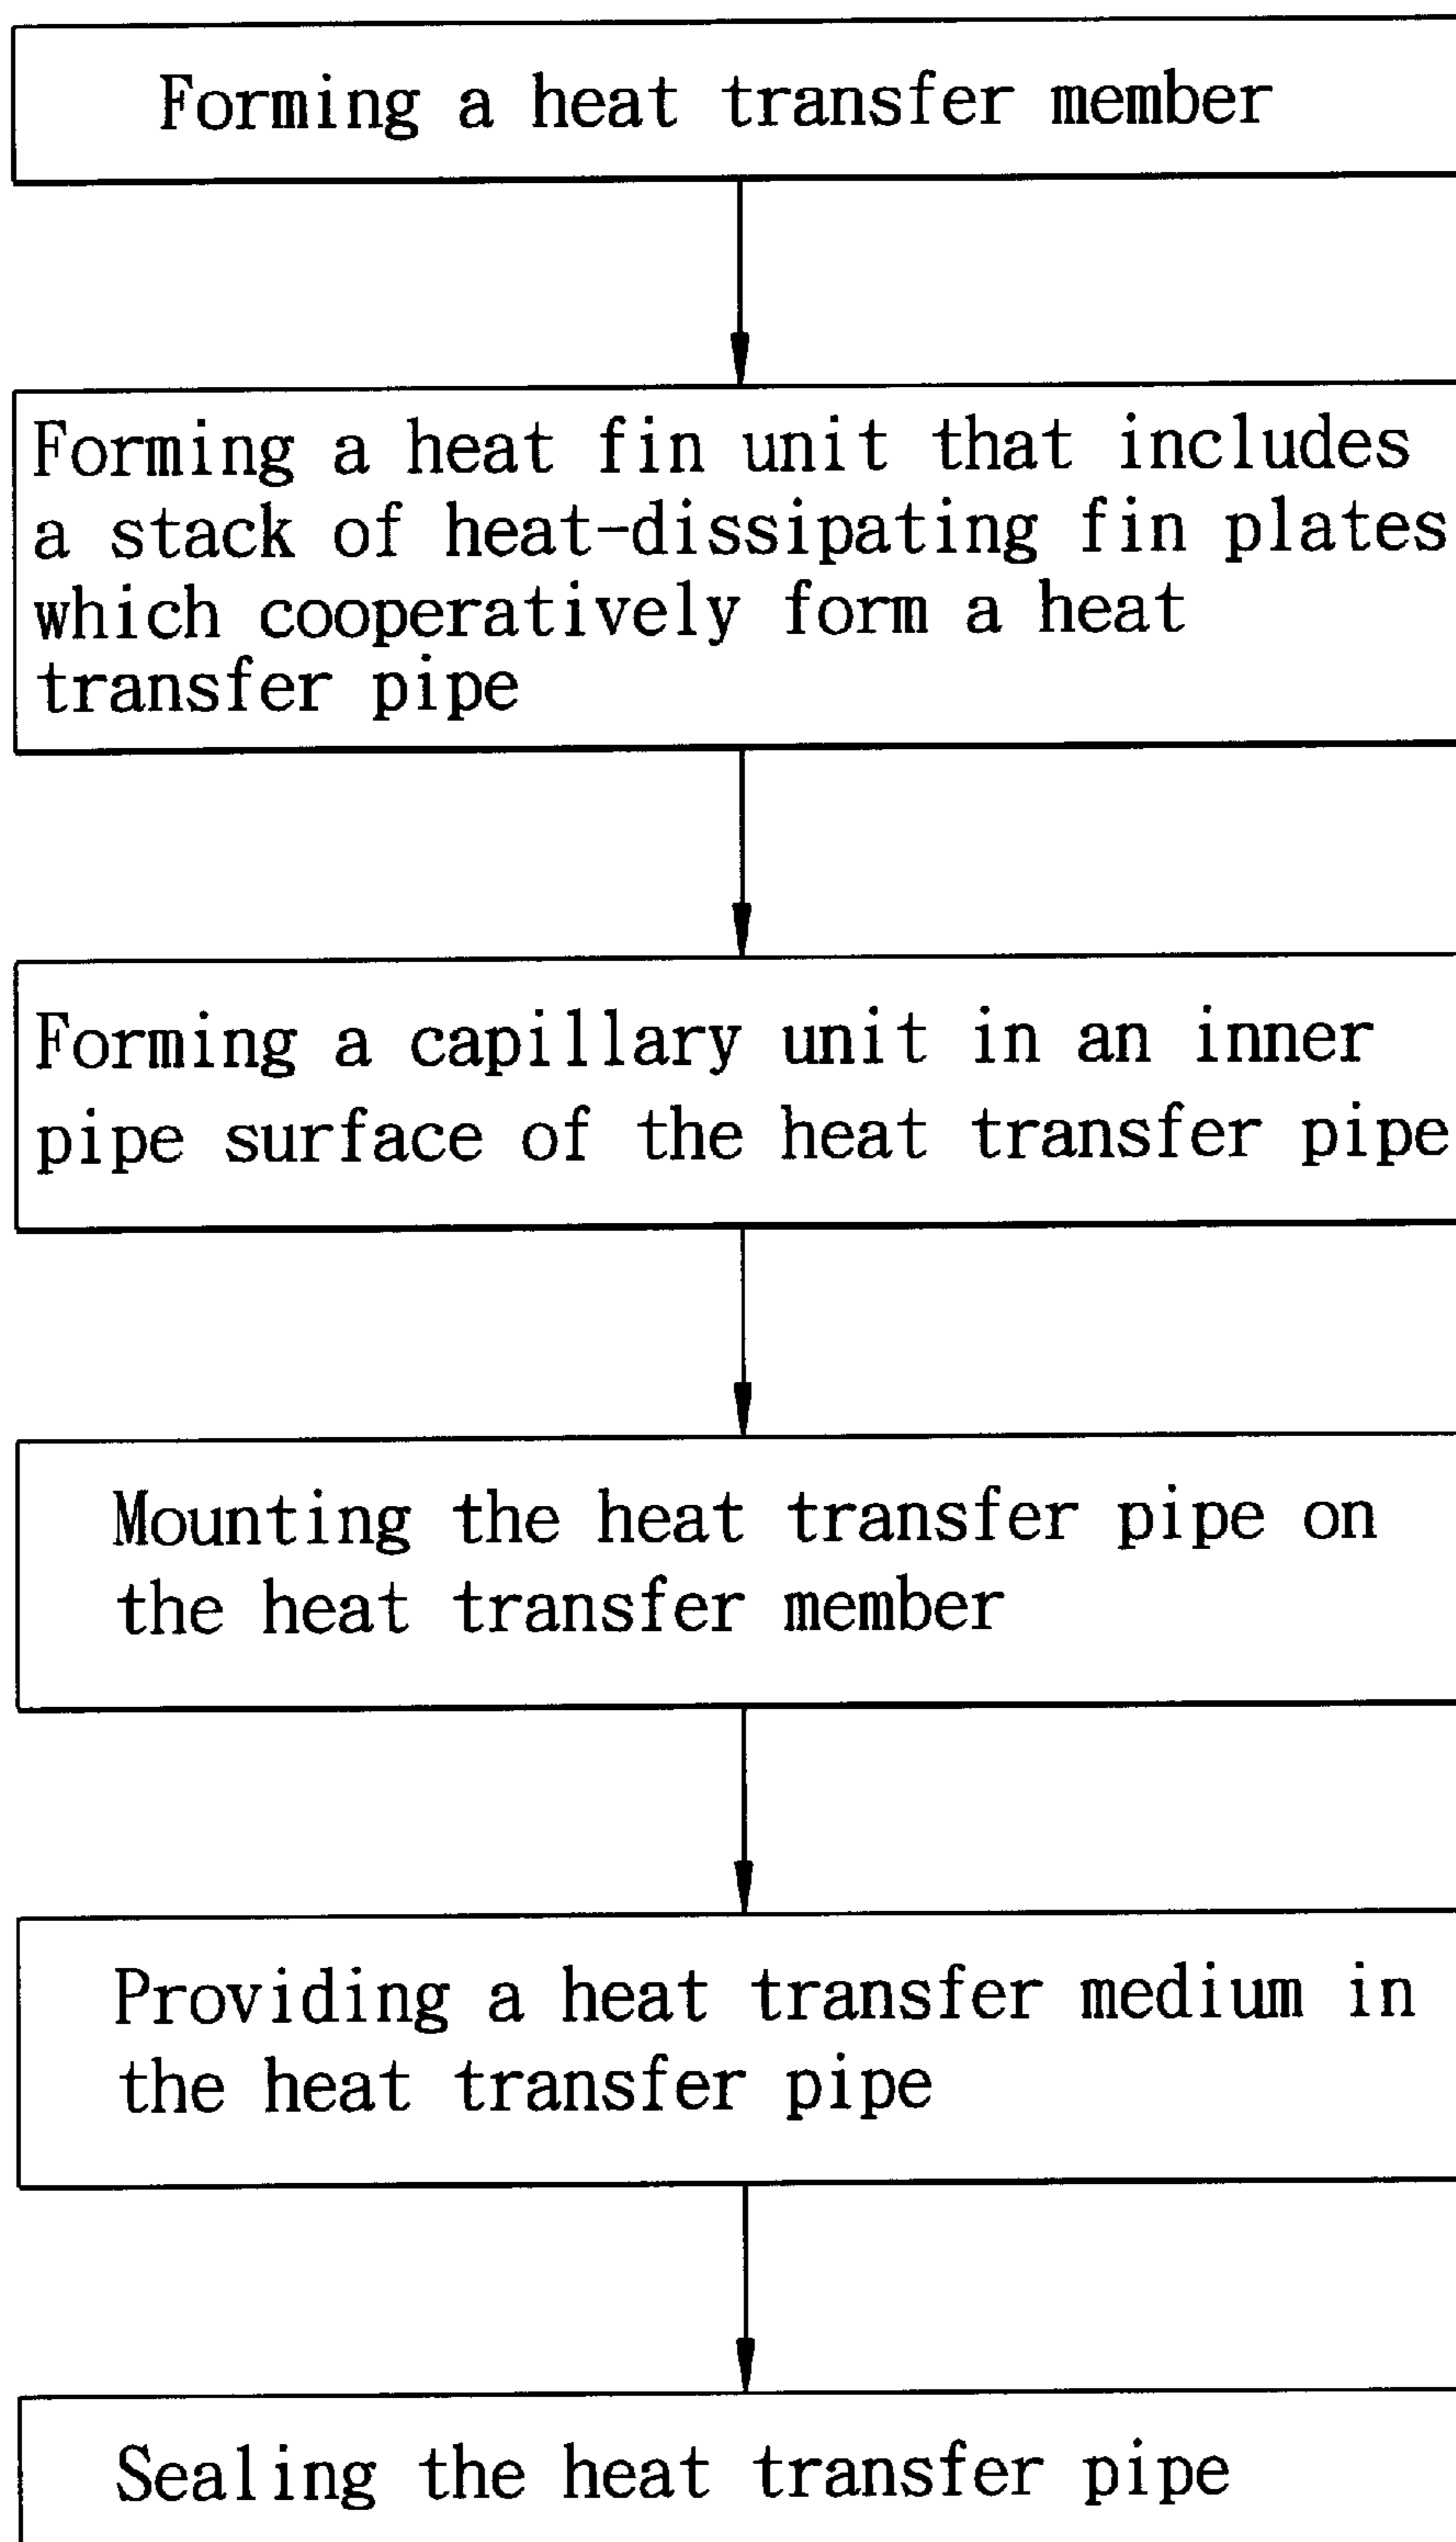 Forming a heat transfer member
Forming a heat fin unit that includes
a stack of heat-dissipating fin plates
which cooperatively form a heat
transfer pipe
Forming a capillary unit in an inner
pipe surface of the heat transfer pipe
Mounting the heat transfer pipe on
the heat transfer member
Providing a heat transfer medium in
the heat transfer pipe
Sealing the heat transfer pipe